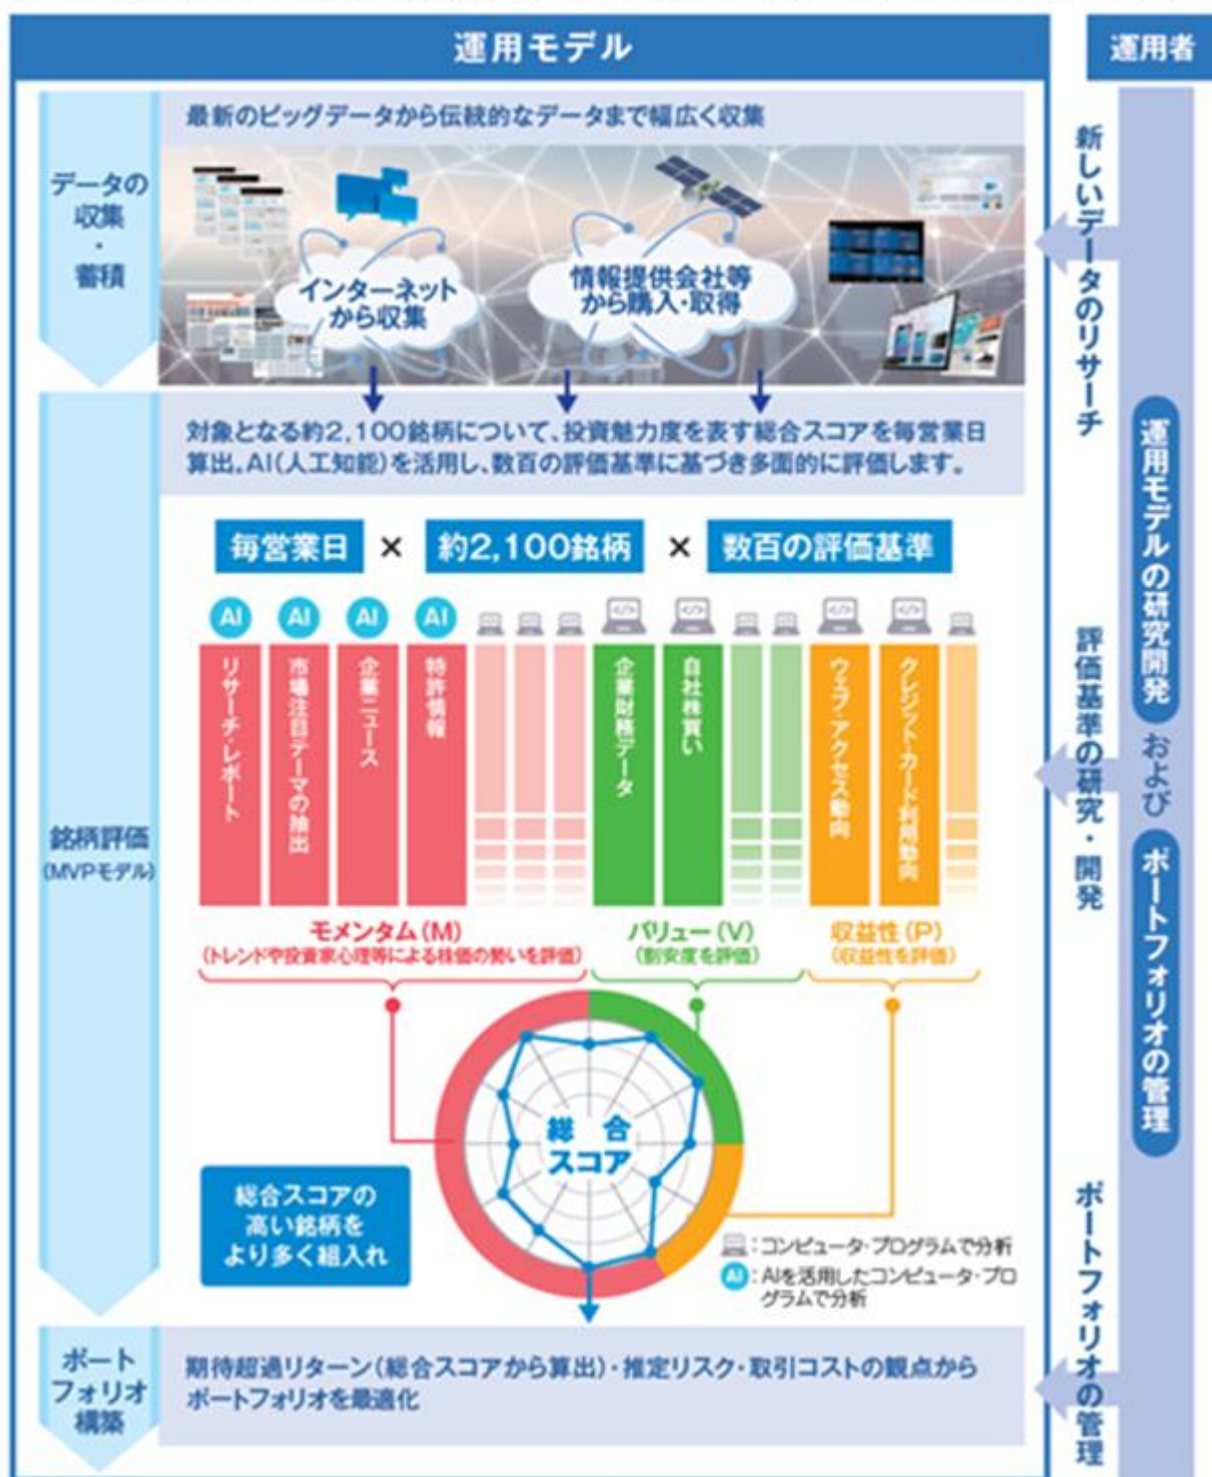 運用モデル
運用者
最新のビッグデータから伝統的なデータまで幅広く収集
データの
収集
・
蓄積
インターネット
から収集
情報提供会社等
から購入・取得
新しいデータのリサーチ
対象となる約2,100銘柄について、投資魅力度を表す総合スコアを毎営業日
算出。AI(人工知能)を活用し、数百の評価基準に基づき多面的に評価します。
毎営業日 × 約2,100銘柄 × 数百の評価基準
AI AI AI AI
リサーチ・レポート
市場注目テーマの抽出
企業ニュース
特許情報
企業財務データ
自社株買い
ウェブ・アクセス動向
クレジット・カード利用動向
銘柄評価
(MVPモデル)
モメンタム(M)
(トレンドや投資家心理等による株価の勢いを評価)
バリュー(V)
(割安度を評価)
収益性(P)
(収益性を評価)
総合
スコア
総合スコアの
高い銘柄を
より多く組入れ
:コンピュータ・プログラムで分析
AI:AIを活用したコンピュータ・プロ
グラムで分析
評価基準の研究・開発
運用モデルの研究開発
および
ポートフォリオの管理
ポート
フォリオ
構築
期待超過リターン(総合スコアから算出)・推定リスク・取引コストの観点から
ポートフォリオを最適化
ポートフォリオの管理